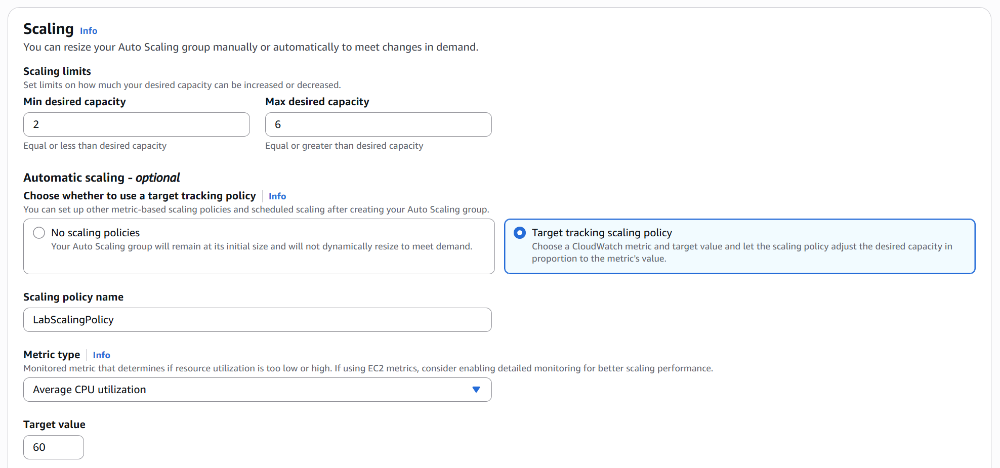 Scaling Info
You can resize your Auto Scaling group manually or automatically to meet changes in demand.
Scaling limits
Set limits on how much your desired capacity can be increased or decreased.
Min desired capacity
Max desired capacity
2
6
Equal or less than desired capacity
Equal or greater than desired capacity
Automatic scaling - optional
Choose whether to use a target tracking policy Info
You can set up other metric-based scaling policies and scheduled scaling after creating your Auto Scaling group.
No scaling policies
Your Auto Scaling group will remain at its initial size and will not dynamically resize to meet demand.
Target tracking scaling policy
Choose a CloudWatch metric and target value and let the scaling policy adjust the desired capacity in
proportion to the metric's value.
Scaling policy name
LabScalingPolicy
Metric type Info
Monitored metric that determines if resource utilization is too low or high. If using EC2 metrics, consider enabling detailed monitoring for better scaling performance.
Average CPU utilization
Target value
60